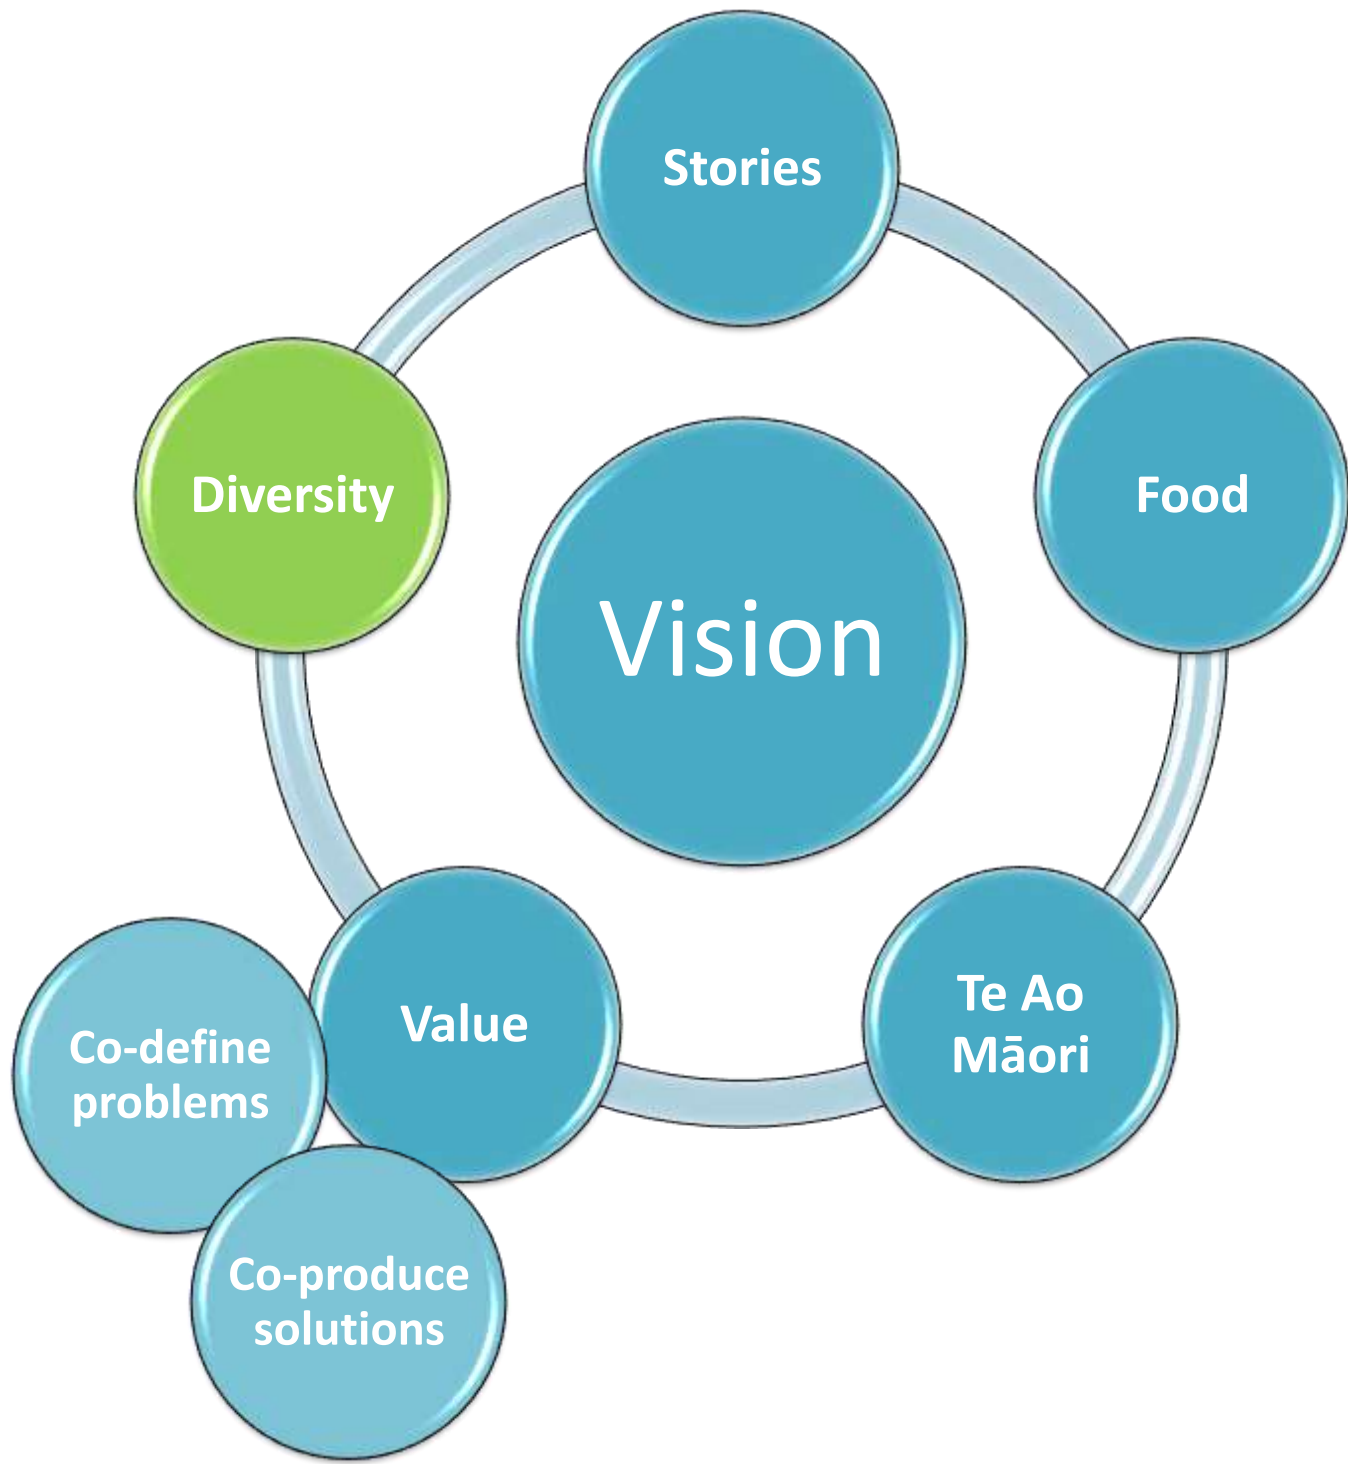 Stories
Diversity
Food
Vision
Te Ao
Māori
Value
Co-define
problems
Co-produce
solutions